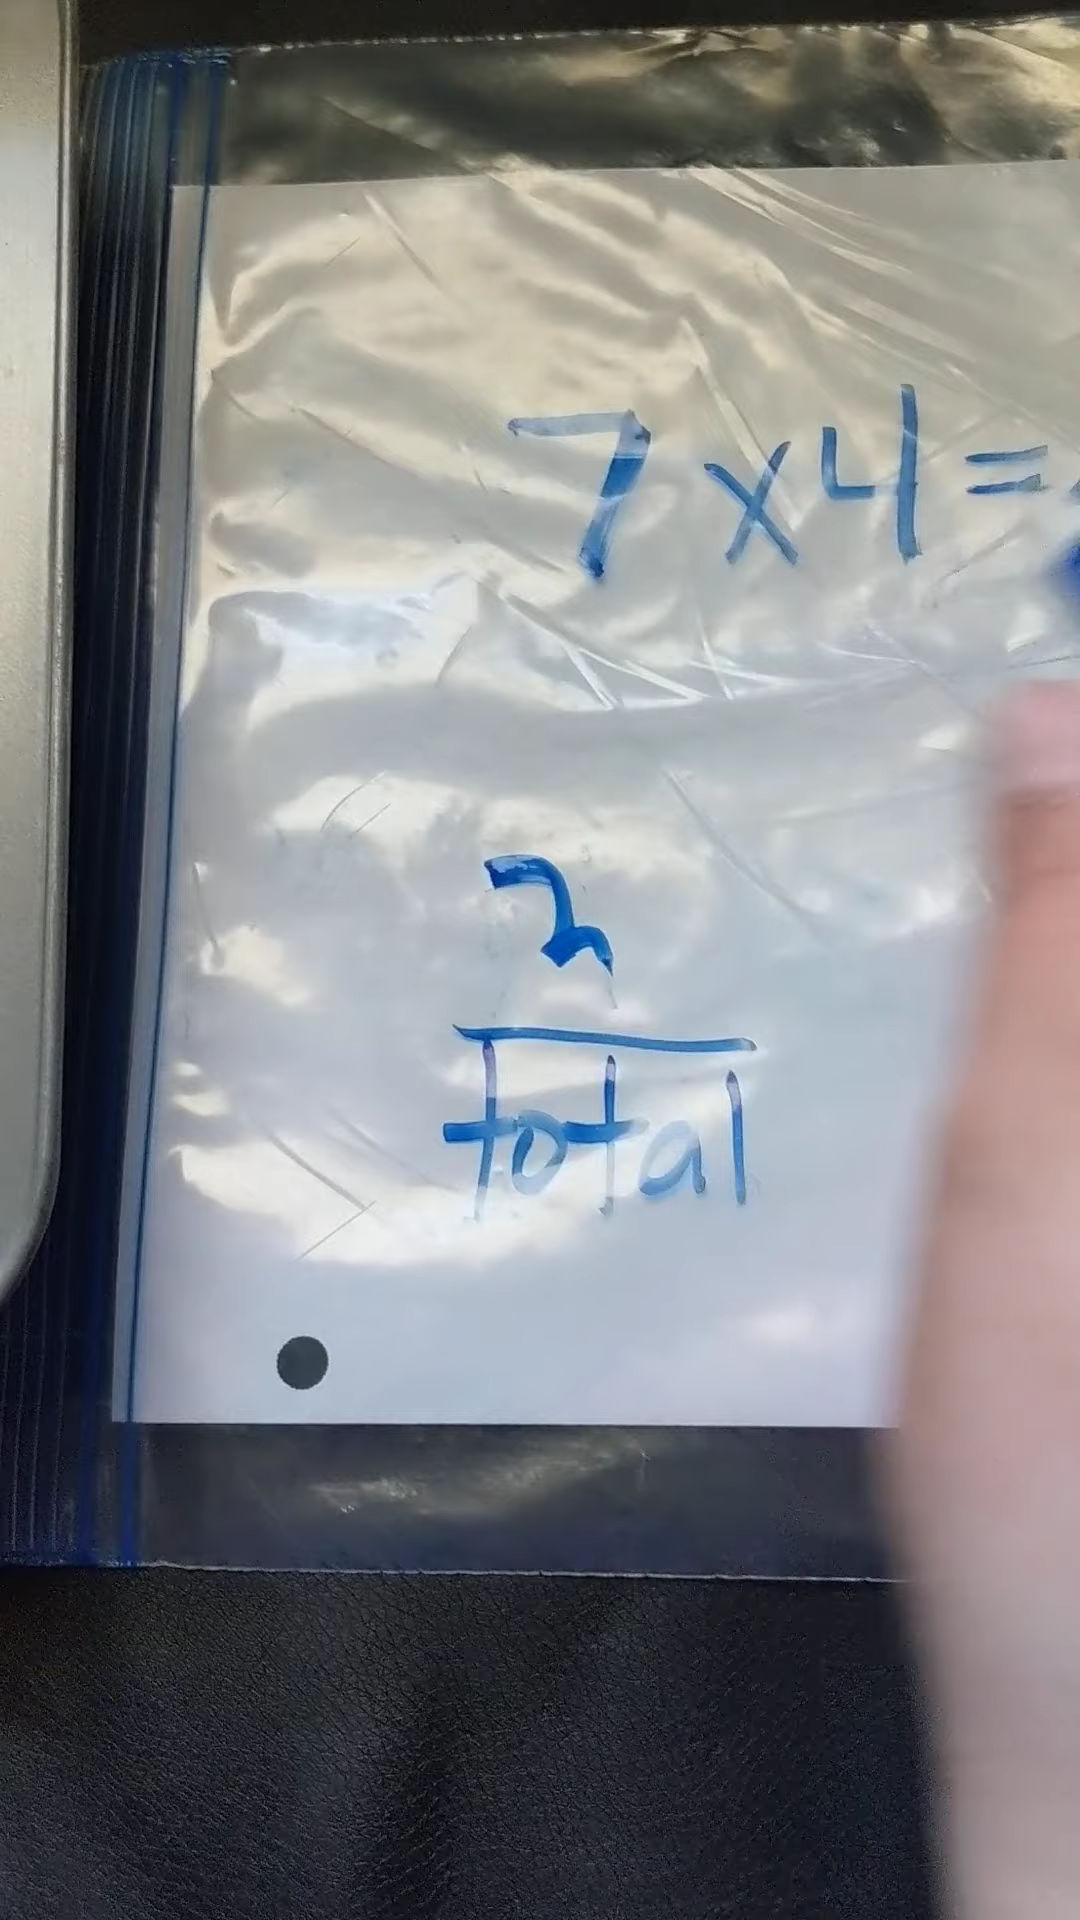 7 x 4 =
2
total